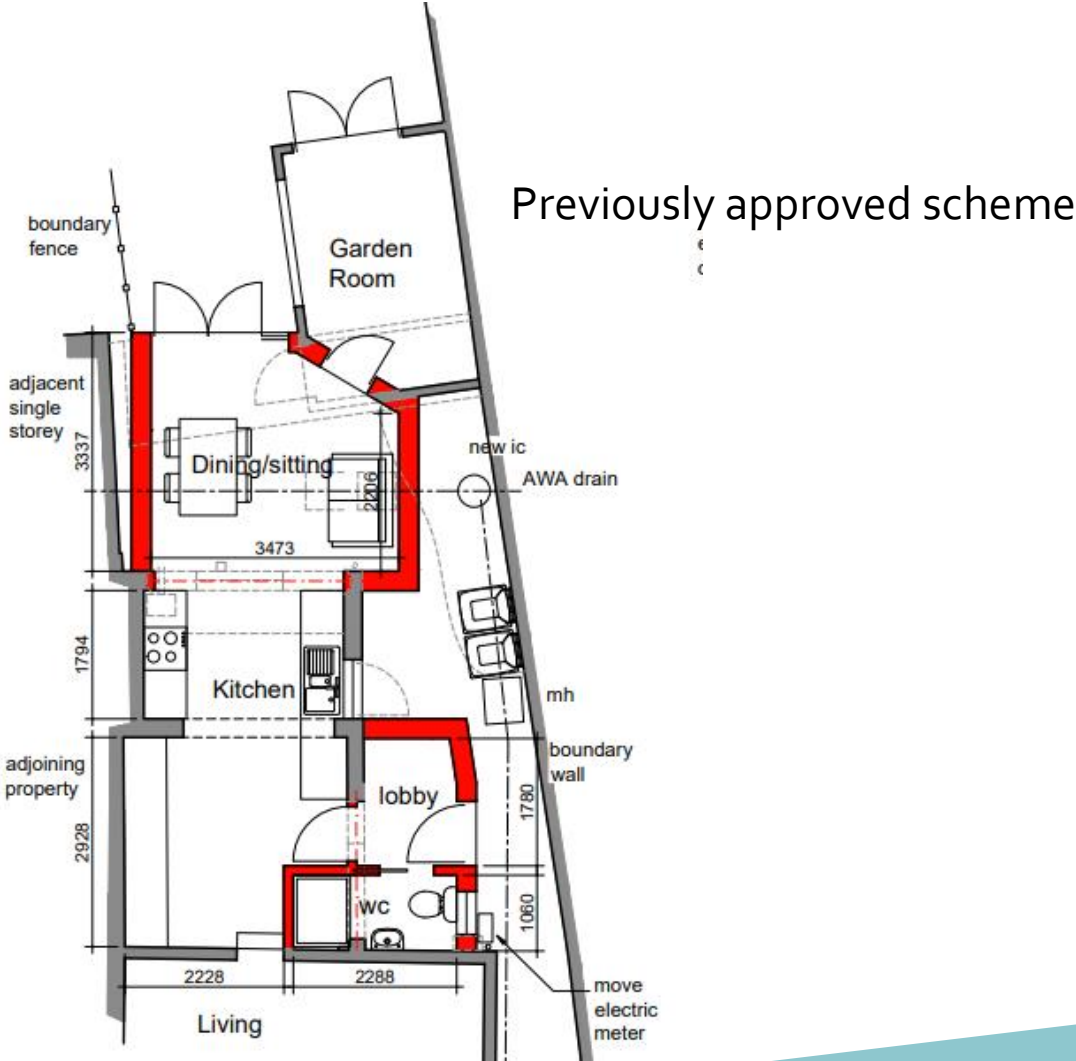 Previously approved scheme
boundary
fence
Garden
Room
adjacent
single
storey
3337
Dining/sitting
2206
new ic
AWA drain
3473
1794
Kitchen
mh
boundary
wall
adjoining
property
lobby
1780
2928
wc
1060
2228
2288
move
electric
meter
Living